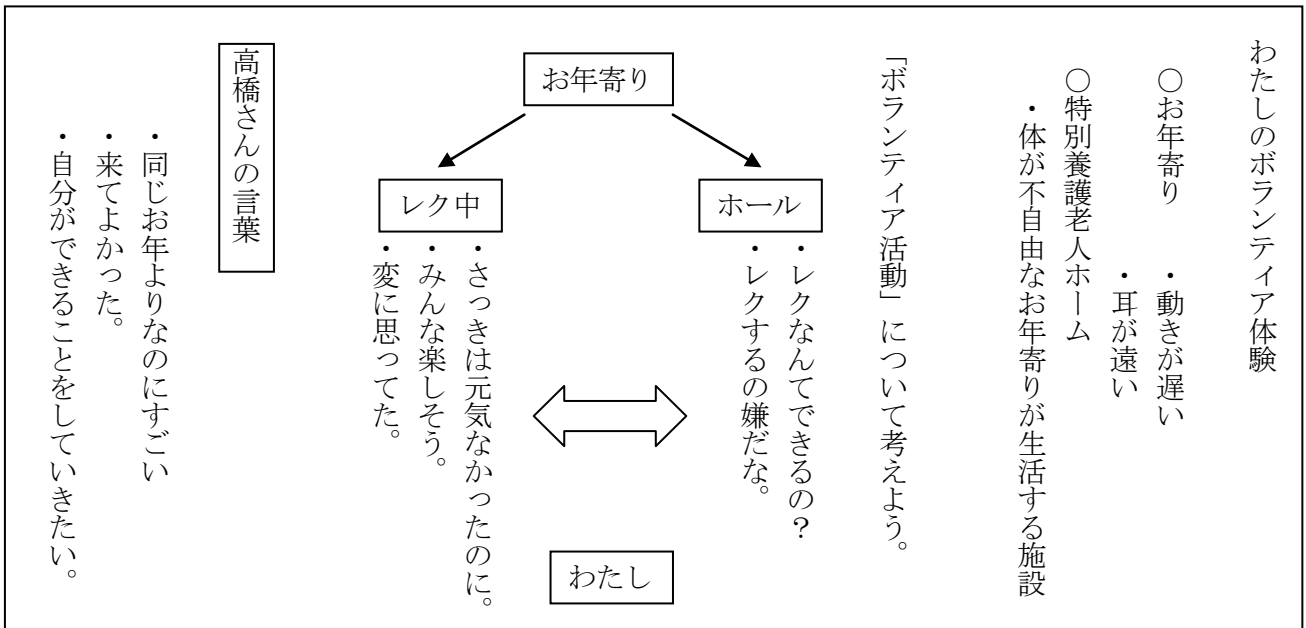 わたしのボランティア体験
○お年寄り　・動きが遅い
・耳が遠い
○特別養護老人ホーム
・体が不自由なお年寄りが生活する施設
「ボランティア活動」について考えよう。
お年寄り
ホール
・レクなんてできるの?
・レクするの嫌だな。
レク中
・さっきは元気なかったのに。
・みんな楽しそう。
・変に思ってた。
わたし
高橋さんの言葉
・同じお年よりなのにすごい
・来てよかった。
・自分ができることをしていきたい。